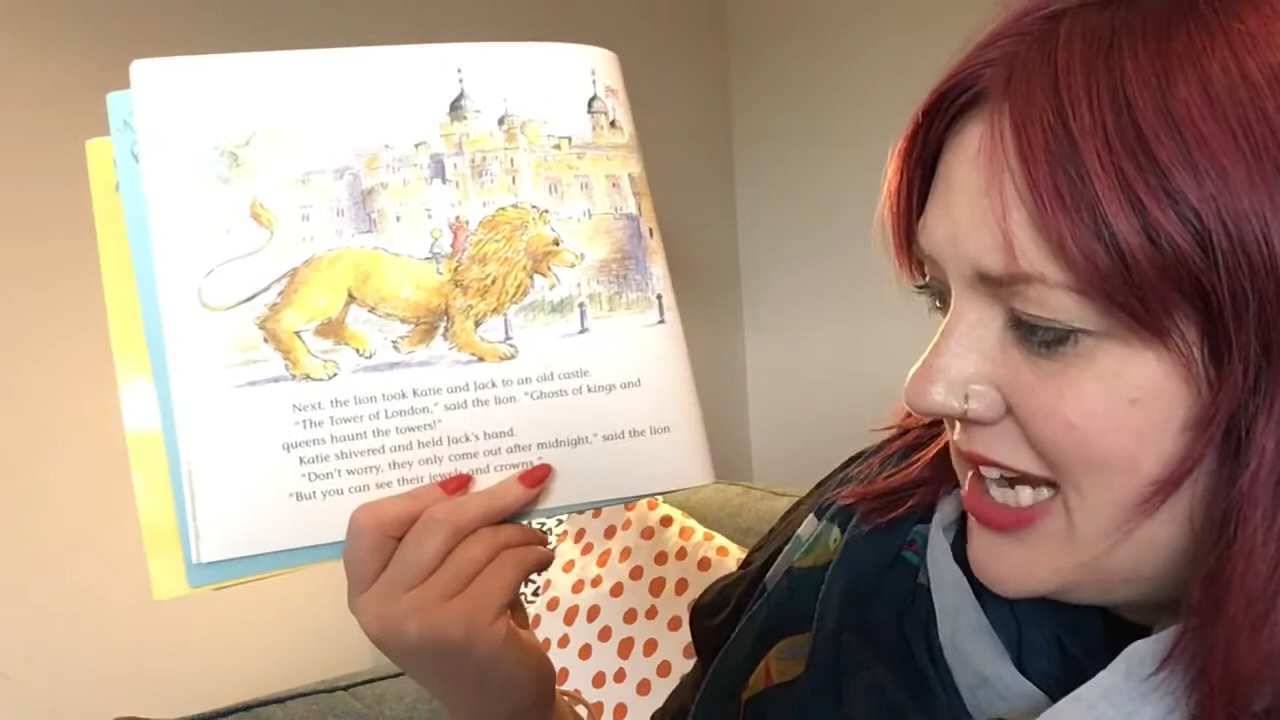 Next, the lion took Katie and Jack to an old castle.
“The Tower of London,” said the lion. “Ghosts of kings and
queens haunt the towers!”
Katie shivered and held Jack’s hand.
“Don’t worry, they only come out after midnight,” said the lion.
“But you can see their jewels and crowns.”